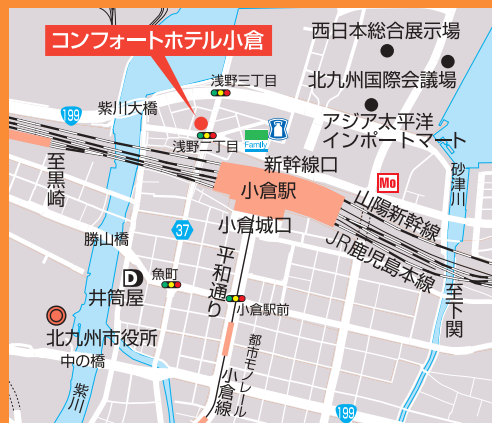 コンフォートホテル小倉
西日本総合展示場
北九州国際会議場
アジア太平洋
インポートマート
浅野三丁目
紫川大橋
199
浅野二丁目
Family
新幹線口
小倉駅
小倉城口
Mo
砂津川
山陽新幹線
JR鹿児島本線
至下関
至黒崎
勝山橋
37
平和通り
魚町
D
井筒屋
小倉駅前
北九州市役所
中の橋
紫川
都市モノレール
小倉線
199